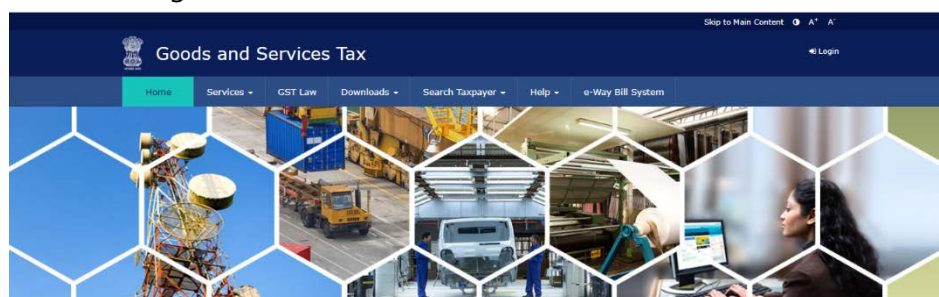 Skip to Main Content A+ A-
Goods and Services Tax
Login
Home Services GST Law Downloads Search Taxpayer Help e-Way Bill System